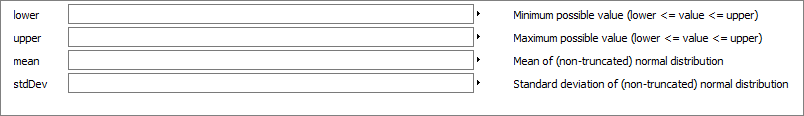 lower Minimum possible value (lower <= value <= upper)
upper Maximum possible value (lower <= value <= upper)
mean Mean of (non-truncated) normal distribution
stdDev Standard deviation of (non-truncated) normal distribution